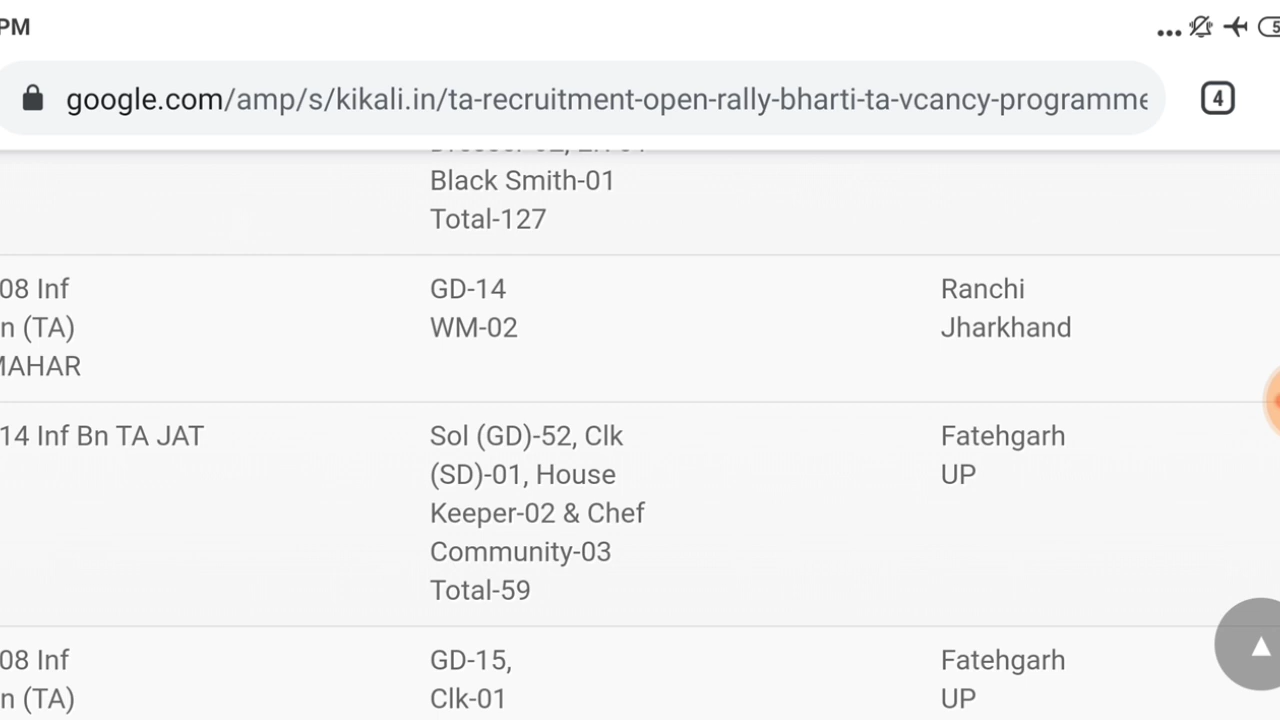 PM
google.com/amp/s/kikali.in/ta-recruitment-open-rally-bharti-ta-vcancy-programme
4
Black Smith-01
Total-127
08 Inf
n (TA)
MAHAR
GD-14
WM-02
Ranchi
Jharkhand
14 Inf Bn TA JAT
Sol (GD)-52, Clk
(SD)-01, House
Keeper-02 & Chef
Community-03
Total-59
Fatehgarh
UP
08 Inf
n (TA)
GD-15,
Clk-01
Fatehgarh
UP